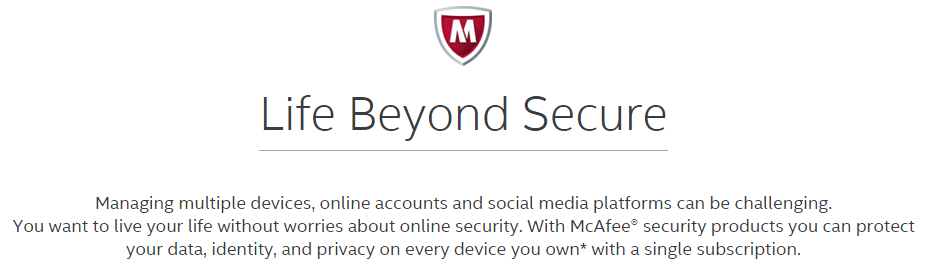 M
Life Beyond Secure
Managing multiple devices, online accounts and social media platforms can be challenging.
You want to live your life without worries about online security. With McAfee® security products you can protect
your data, identity, and privacy on every device you own* with a single subscription.